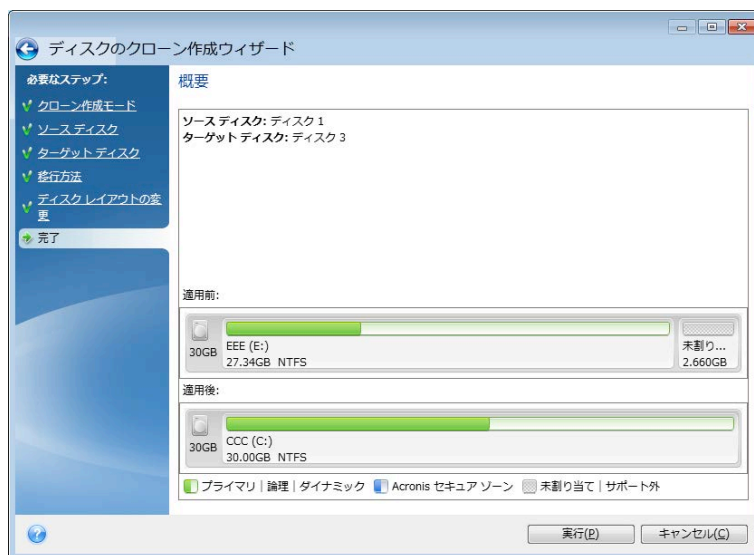 ディスクのクローン作成ウィザード
必要なステップ:
クローン作成モード
ソース ディスク
ターゲット ディスク
移行方法
ディスク レイアウトの変
更
完了
概要
ソース ディスク: ディスク 1
ターゲット ディスク: ディスク 3
適用前:
30GB
EEE (E:)
27.34GB NTFS
未割り...
2.660GB
適用後:
30GB
CCC (C:)
30.00GB NTFS
プライマリ | 論理 | ダイナミック Acronis セキュア ゾーン 未割り当て | サポート外
実行(P) キャンセル(C)